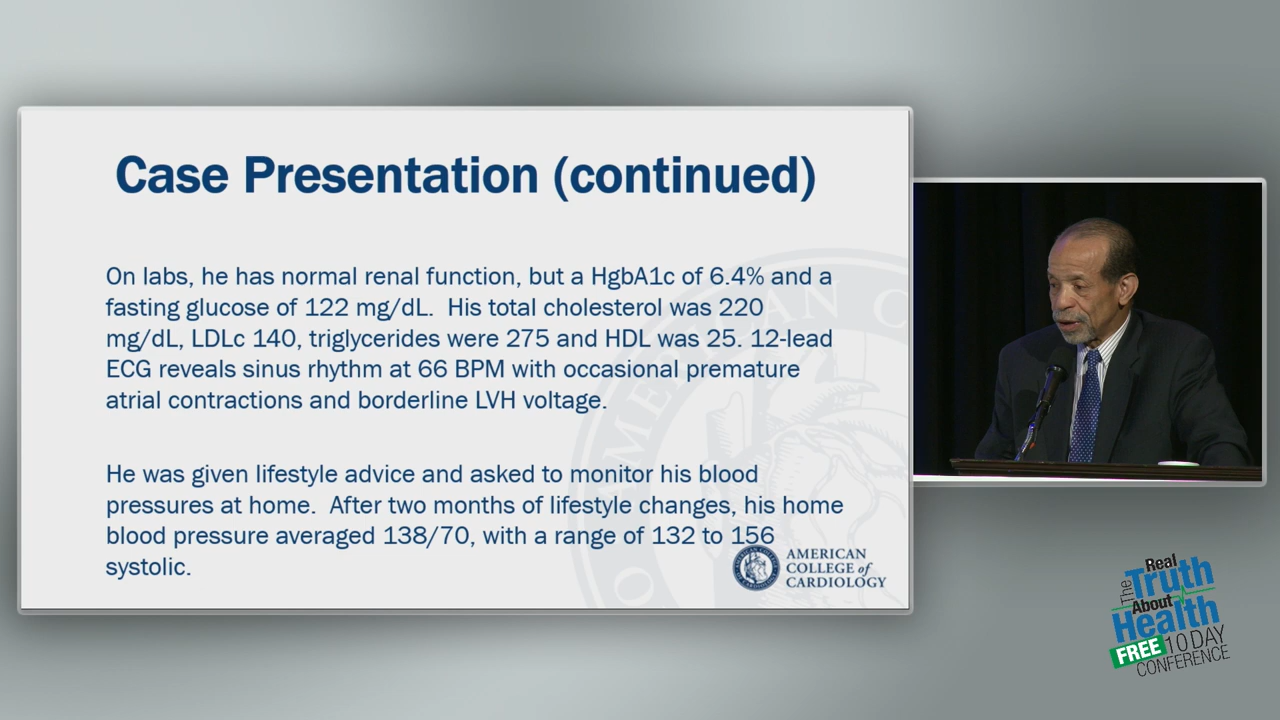 Case Presentation (continued)
On labs, he has normal renal function, but a HgbA1c of 6.4% and a
fasting glucose of 122 mg/dL.  His total cholesterol was 220
mg/dL, LDLc 140, triglycerides were 275 and HDL was 25. 12-lead
ECG reveals sinus rhythm at 66 BPM with occasional premature
atrial contractions and borderline LVH voltage.
He was given lifestyle advice and asked to monitor his blood
pressures at home.  After two months of lifestyle changes, his home
blood pressure averaged 138/70, with a range of 132 to 156
systolic.
AMERICAN
COLLEGE of
CARDIOLOGY
The Real
Truth
About
Health
FREE 10 DAY
CONFERENCE